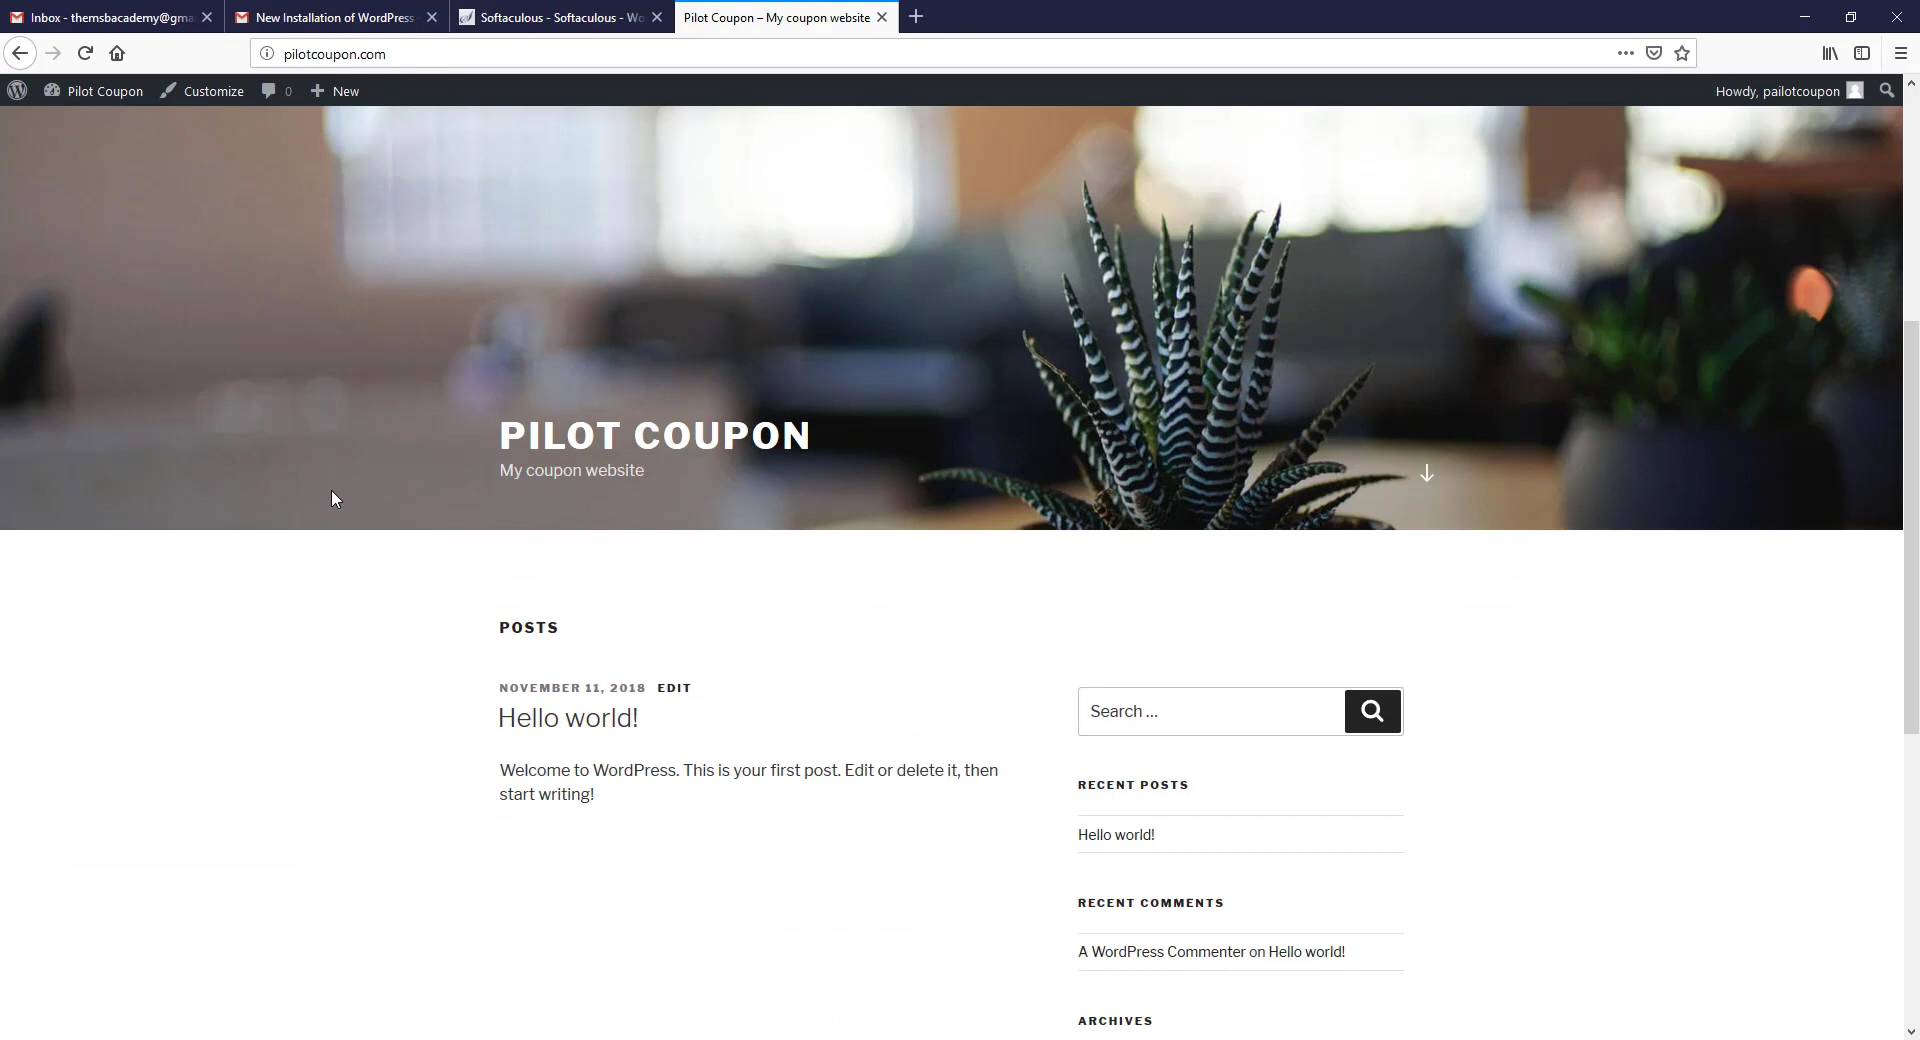 Inbox - themsbacademy@gma
New Installation of WordPress
Softaculous - Softaculous - Wo
Pilot Coupon – My coupon website
pilotcoupon.com
Pilot Coupon
Customize
0
New
Howdy, pailotcoupon
PILOT COUPON
My coupon website
POSTS
NOVEMBER 11, 2018 EDIT
Hello world!
Welcome to WordPress. This is your first post. Edit or delete it, then
start writing!
Search ...
RECENT POSTS
Hello world!
RECENT COMMENTS
A WordPress Commenter on Hello world!
ARCHIVES